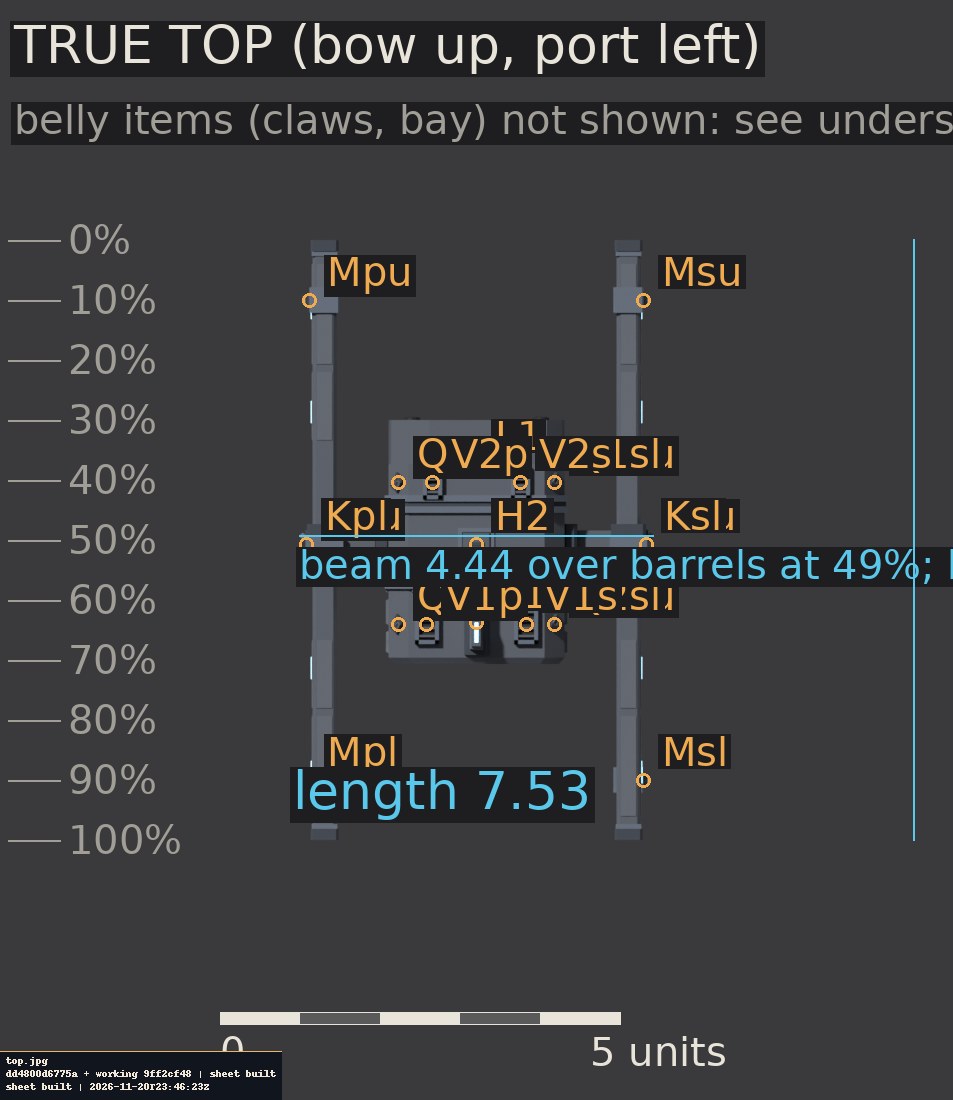 TRUE TOP (bow up, port left)
belly items (claws, bay) not shown: see unders
0%
Mpu
Msu
10%
20%
30%
40%
V2s
50%
H2
beam 4.44 over barrels at 49%;
60%
70%
80%
Mpl
Msl
90%
length 7.53
100%
0
5 units
top.jpg
dd4800d6775a + working 9ff2cf48 | sheet built
sheet built | 2026-11-20T23:46:23z